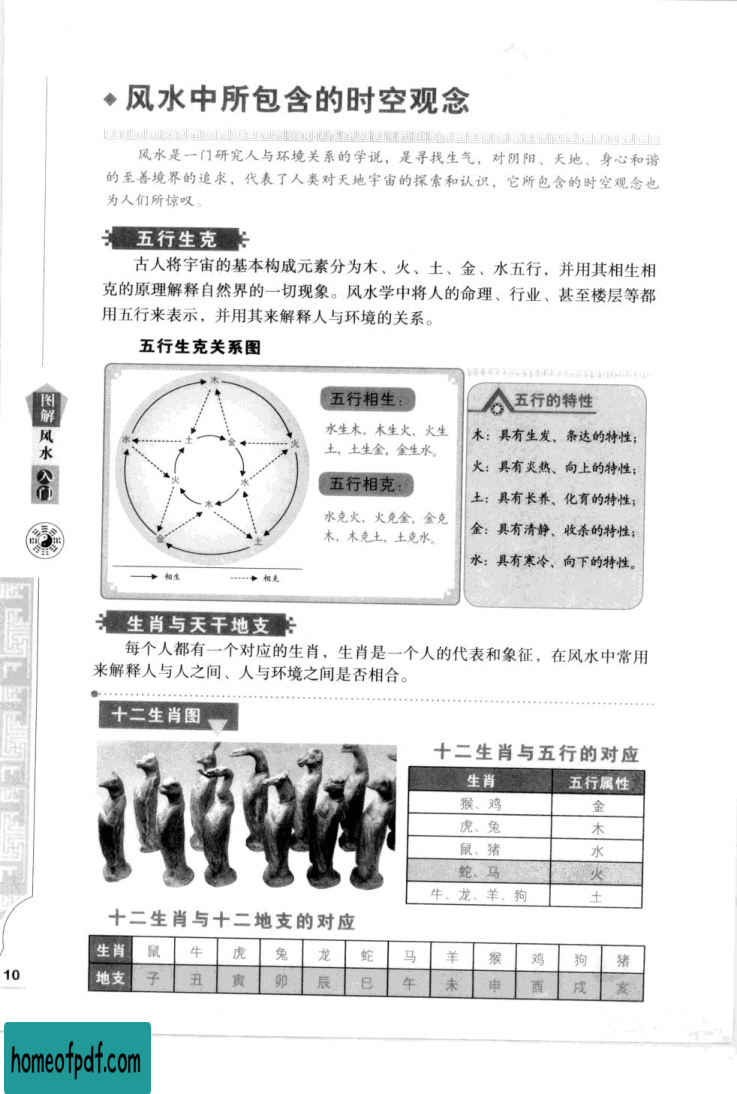 风水中所包含的时空观念
风水是一门研究人与环境关系的学说，是寻找生气，对阴阳、天地、身心和谐
的至善境界的追求，代表了人类对天地宇宙的探索和认识，它所包含的时空观念也
为人们所惊叹。
五行生克
古人将宇宙的基本构成元素分为木、火、土、金、水五行，并用其相生相
克的原理解释自然界的一切现象。风水学中将人的命理、行业、甚至楼层等都
用五行来表示，并用其来解释人与环境的关系。
五行生克关系图
木
水
土
金
火
火
水
木
金
土
相生
相克
五行相生：
水生木，木生火，火生
土，土生金，金生水。
五行相克：
水克火，火克金，金克
木，木克土，土克水。
五行的特性
木：具有生发、条达的特性；
火：具有炎热、向上的特性；
土：具有长养、化育的特性；
金：具有清静、收杀的特性；
水：具有寒冷、向下的特性。
图解
风水
入门
生肖与天干地支
每个人都有一个对应的生肖，生肖是一个人的代表和象征，在风水中常用
来解释人与人之间、人与环境之间是否相合。
十二生肖图
十二生肖与五行的对应
生肖 五行属性
猴、鸡 金
虎、兔 木
鼠、猪 水
蛇、马 火
牛、龙、羊、狗 土
十二生肖与十二地支的对应
生肖 鼠 牛 虎 兔 龙 蛇 马 羊 猴 鸡 狗 猪
地支 子 丑 寅 卯 辰 巳 午 未 申 酉 戌 亥
10
homeofpdf.com